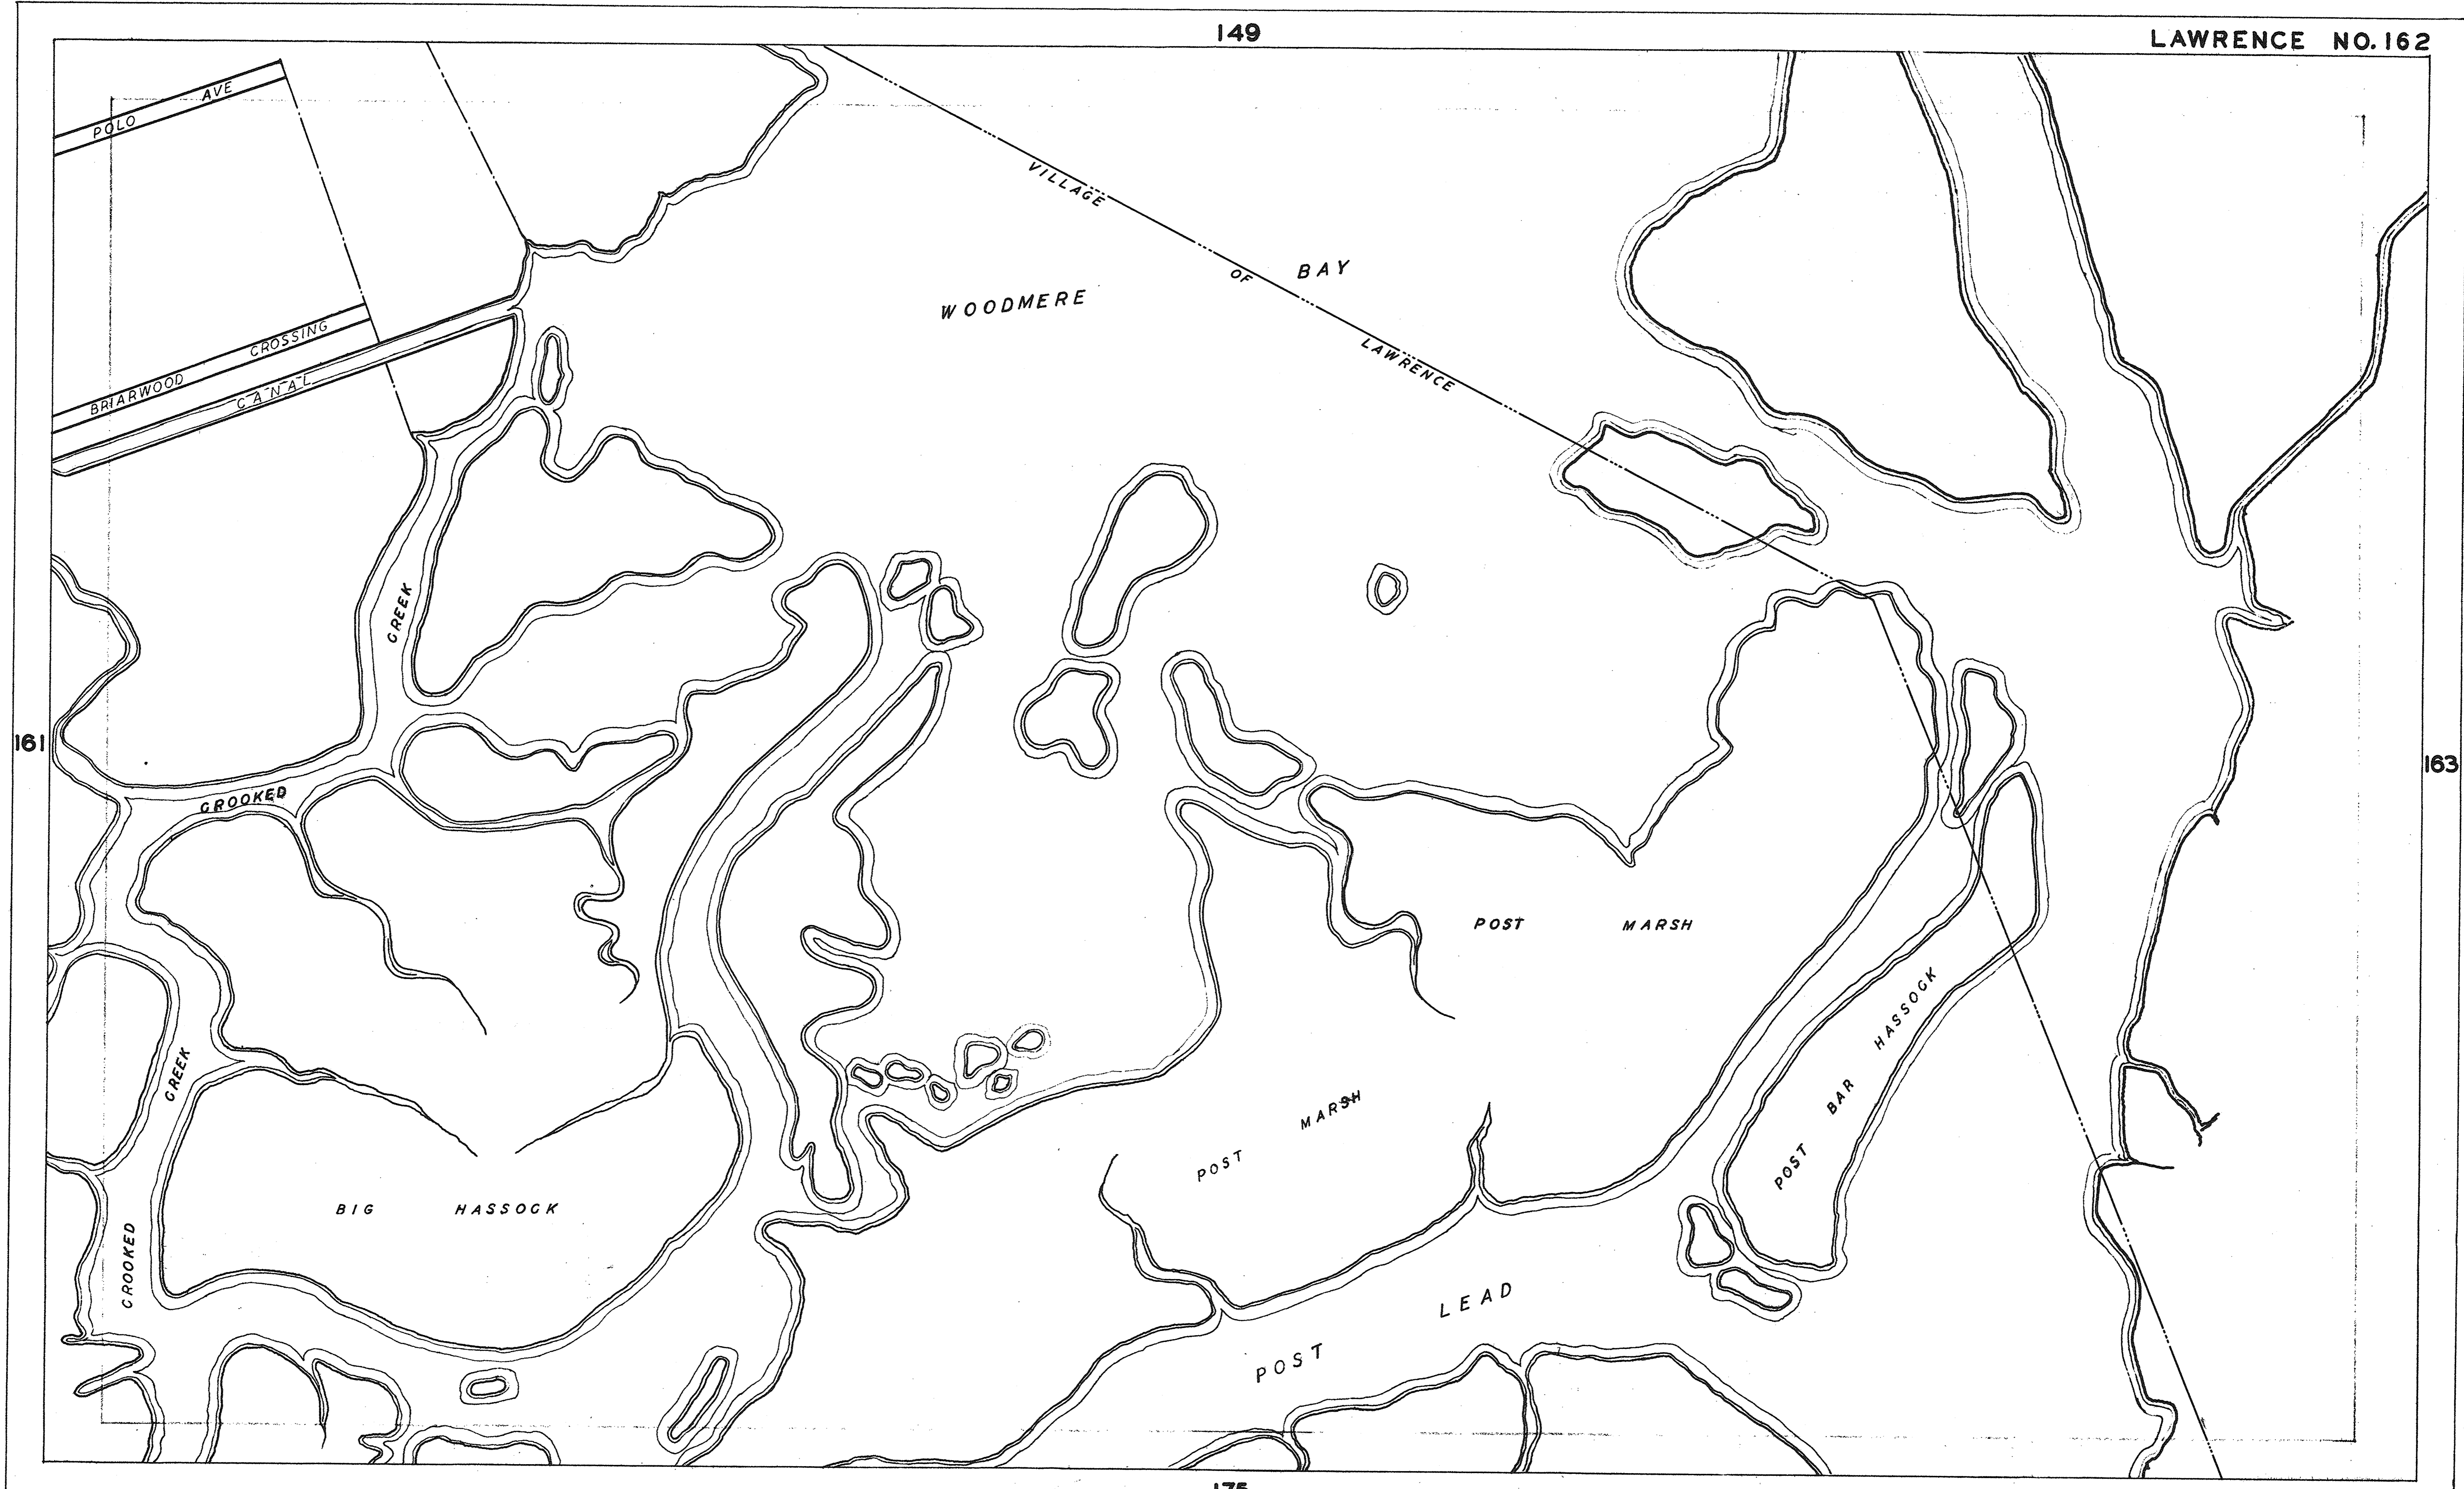 149
LAWRENCE NO. 162
POLO AVE
VILLAGE OF LAWRENCE
WOODMERE BAY
BRIARWOOD CROSSING
CANAL
CREEK
161
163
CROOKED
POST MARSH
POST BAR HASSOCK
CREEK
POST MARSH
BIG HASSOCK
CROOKED
POST LEAD
175